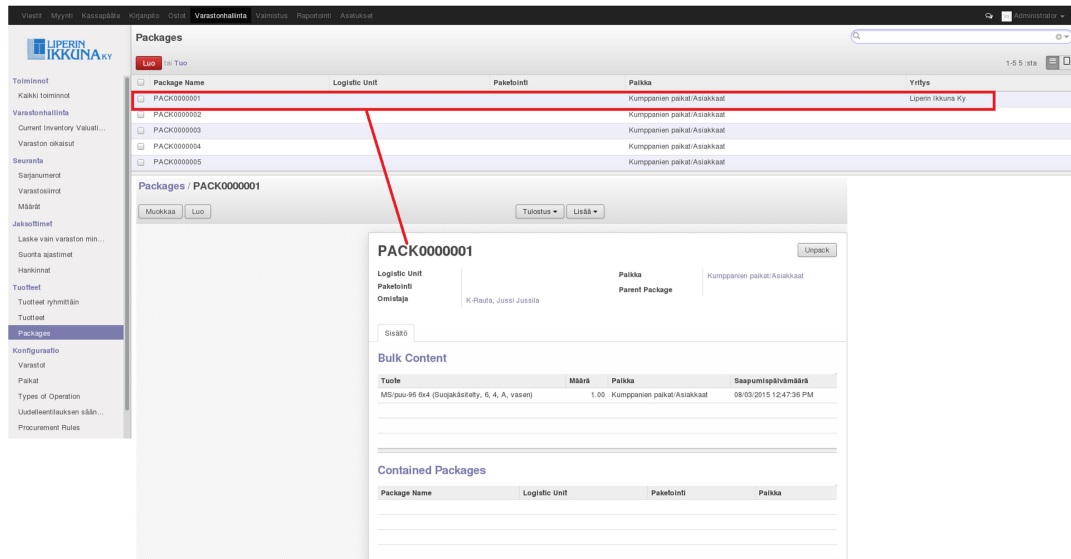 Viestit Myynti Kassapääte Kirjanpito Ostot Varastonhallinta Valmistus Raportointi Asetukset Administrator
LIPERIN
IKKUNA KY
Packages
Luo tai Tuo 1-5 5 :sta
Package Name Logistic Unit Paketointi Paikka Yritys
PACK0000001 Kumppanien paikat/Asiakkaat Liperin Ikkuna Ky
PACK0000002 Kumppanien paikat/Asiakkaat
PACK0000003 Kumppanien paikat/Asiakkaat
PACK0000004 Kumppanien paikat/Asiakkaat
PACK0000005 Kumppanien paikat/Asiakkaat
Toiminnot
Kaikki toiminnot
Varastonhallinta
Current Inventory Valuati...
Varaston oikaisut
Seuranta
Sarjanumerot
Varastosiirrot
Määrät
Jaksottimet
Laske vain varaston min...
Suorita ajastimet
Hankinnat
Tuotteet
Tuotteet ryhmittäin
Tuotteet
Packages
Konfiguraatio
Varastot
Paikat
Types of Operation
Uudelleentilauksen sään...
Procurement Rules
Packages / PACK0000001
Muokkaa Luo Tulostus Lisää
PACK0000001 Unpack
Logistic Unit Paikka Kumppanien paikat/Asiakkaat
Paketointi Parent Package
Omistaja K-Rauta, Jussi Jussila
Sisältö
Bulk Content
Tuote Määrä Paikka Saapumispäivämäärä
MS/puu-96 6x4 (Suojakäsitelty, 6, 4, A, vasen) 1.00 Kumppanien paikat/Asiakkaat 08/03/2015 12:47:36 PM
Contained Packages
Package Name Logistic Unit Paketointi Paikka